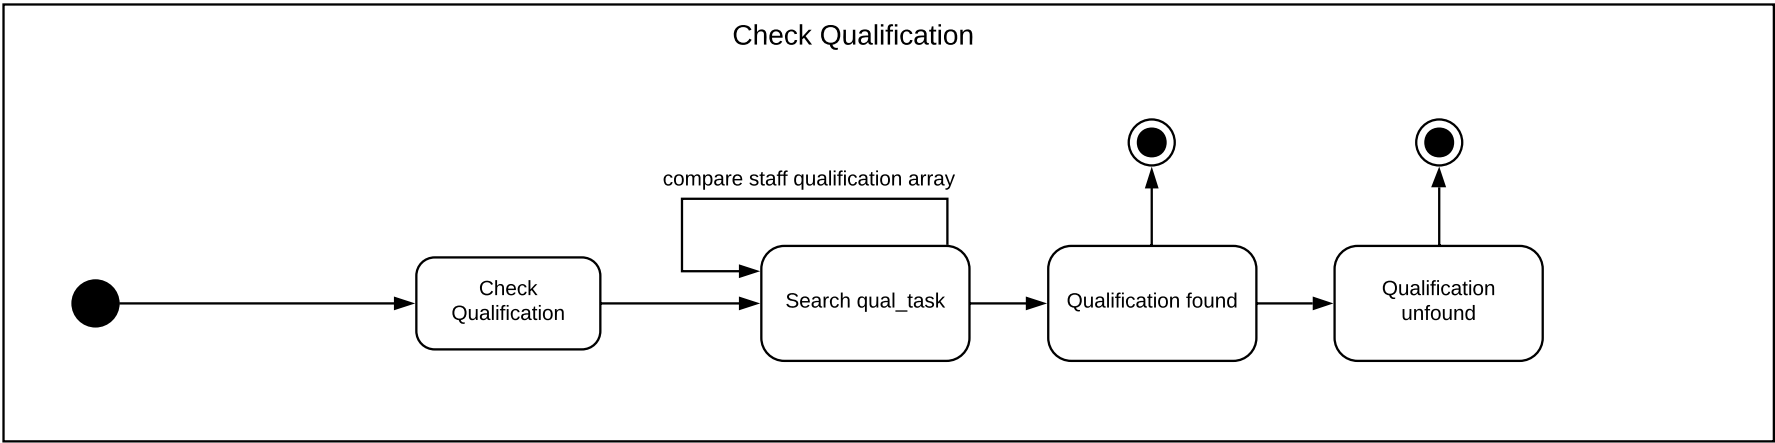 Check Qualification
compare staff qualification array
Check
Qualification
Search qual_task
Qualification found
Qualification
unfound